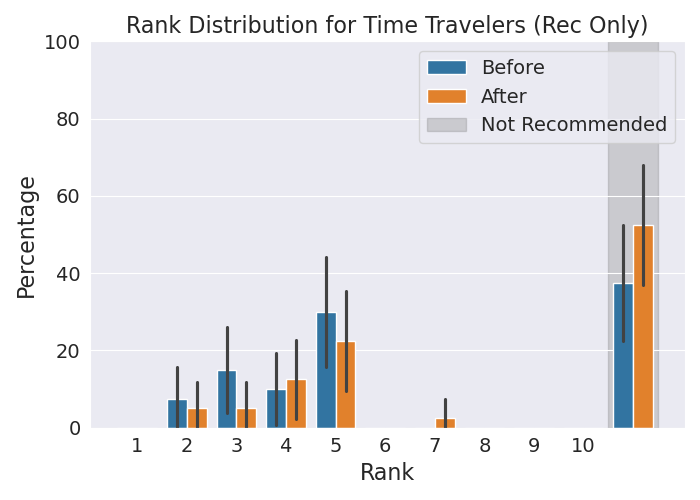 Rank Distribution for Time Travelers (Rec Only)
100
80
60
40
20
0
Percentage
Before
After
Not Recommended
1 2 3 4 5 6 7 8 9 10
Rank